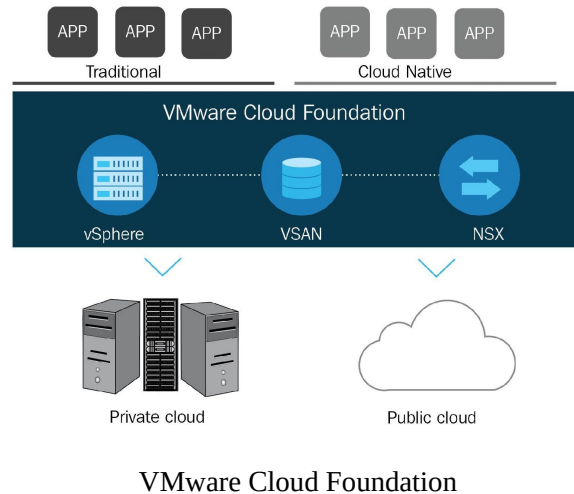 APP APP APP APP APP APP
Traditional Cloud Native
VMware Cloud Foundation
vSphere VSAN NSX
Private cloud Public cloud
VMware Cloud Foundation